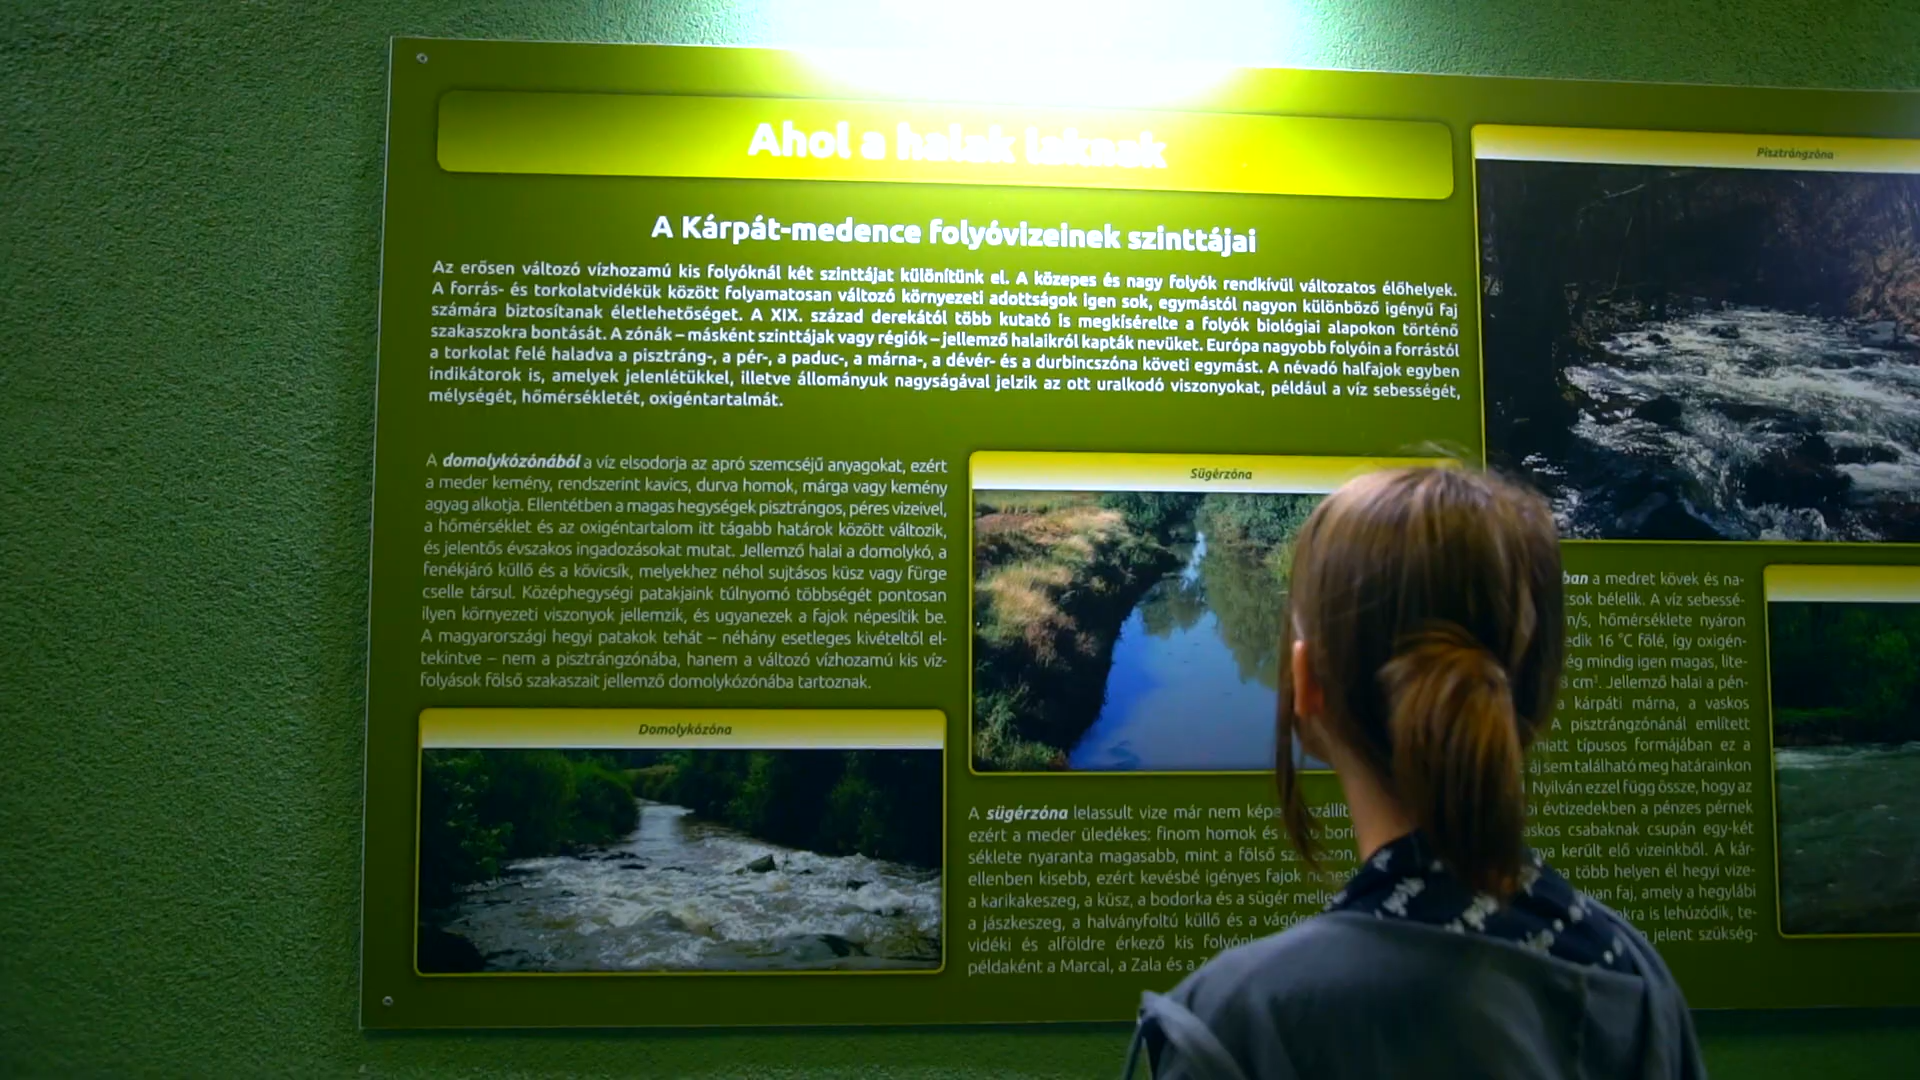 Ahol a halak laknak
A Kárpát-medence folyóvizeinek szinttájai
Az erősen változó vízhozamú kis folyóknál két szinttájat különítünk el. A közepes és nagy folyók rendkívül változatos élőhelyek.
A forrás- és torkolatvidékük között folyamatosan változó környezeti adottságok igen sok, egymástól nagyon különböző igényű faj
számára biztosítanak életlehetőséget. A XIX. század derekától több kutató is megkísérelte a folyók biológiai alapokon történő
szakaszokra bontását. A zónák – másként szinttájak vagy régiók – jellemző halaikról kapták nevüket. Európa nagyobb folyóin a forrástól
a torkolat felé haladva a pisztráng-, a pér-, a paduc-, a márna-, a dévér- és a durbincszóna követi egymást. A névadó halfajok egyben
indikátorok is, amelyek jelenlétükkel, illetve állományuk nagyságával jelzik az ott uralkodó viszonyokat, például a víz sebességét,
mélységét, hőmérsékletét, oxigéntartalmát.
A domolykózónából a víz elsodorja az apró szemcséjű anyagokat, ezért
a meder kemény, rendszerint kavics, durva homok, márga vagy kemény
agyag alkotja. Ellentétben a magas hegységek pisztrángos, péres vizeivel,
a hőmérséklet és az oxigéntartalom itt tágabb határok között változik,
és jelentős évszakos ingadozásokat mutat. Jellemző halai a domolykó, a
fenékjáró küllő és a kövicsík, melyekhez néhol sujtásos küsz vagy fürge
cselle társul. Középhegységi patakjaink túlnyomó többségét pontosan
ilyen környezeti viszonyok jellemzik, és ugyanezek a fajok népesítik be.
A magyarországi hegyi patakok tehát – néhány esetleges kivételtől el-
tekintve – nem a pisztrángzónába, hanem a változó vízhozamú kis víz-
folyások fölső szakaszait jellemző domolykózónába tartoznak.
Domolykózóna
Sügérzóna
A sügérzóna lelassult vize már nem
ezért a meder üledékes: finom homok és
séklete nyaranta magasabb, mint a fölső
ellenben kisebb, ezért kevésbé igényes fajok
a karikakeszeg, a küsz, a bodorka és a sügér
a jászkeszeg, a halványfoltú küllő és a
vidéki és alföldre érkező kis
példaként a Marcal, a Zala és a
Pisztrángzóna
a medret kövek és na-
bélelik. A víz sebessé-
m/s, hőmérséklete nyáron
16 °C fölé, így oxigén-
mindig igen magas, lite-
8 cm³. Jellemző halai a pén-
a kárpáti márna, a vaskos
A pisztrángzónánál említett
miatt típusos formájában ez a
sem található meg határainkon
Nyilván ezzel függ össze, hogy az
évtizedekben a pénzes pérnek
csabaknak csupán egy-két
került elő vizeinkből. A kár-
több helyen él hegyi vize-
olyan faj, amely a hegylábi
is lehúzódik, te-
jelent szükség-